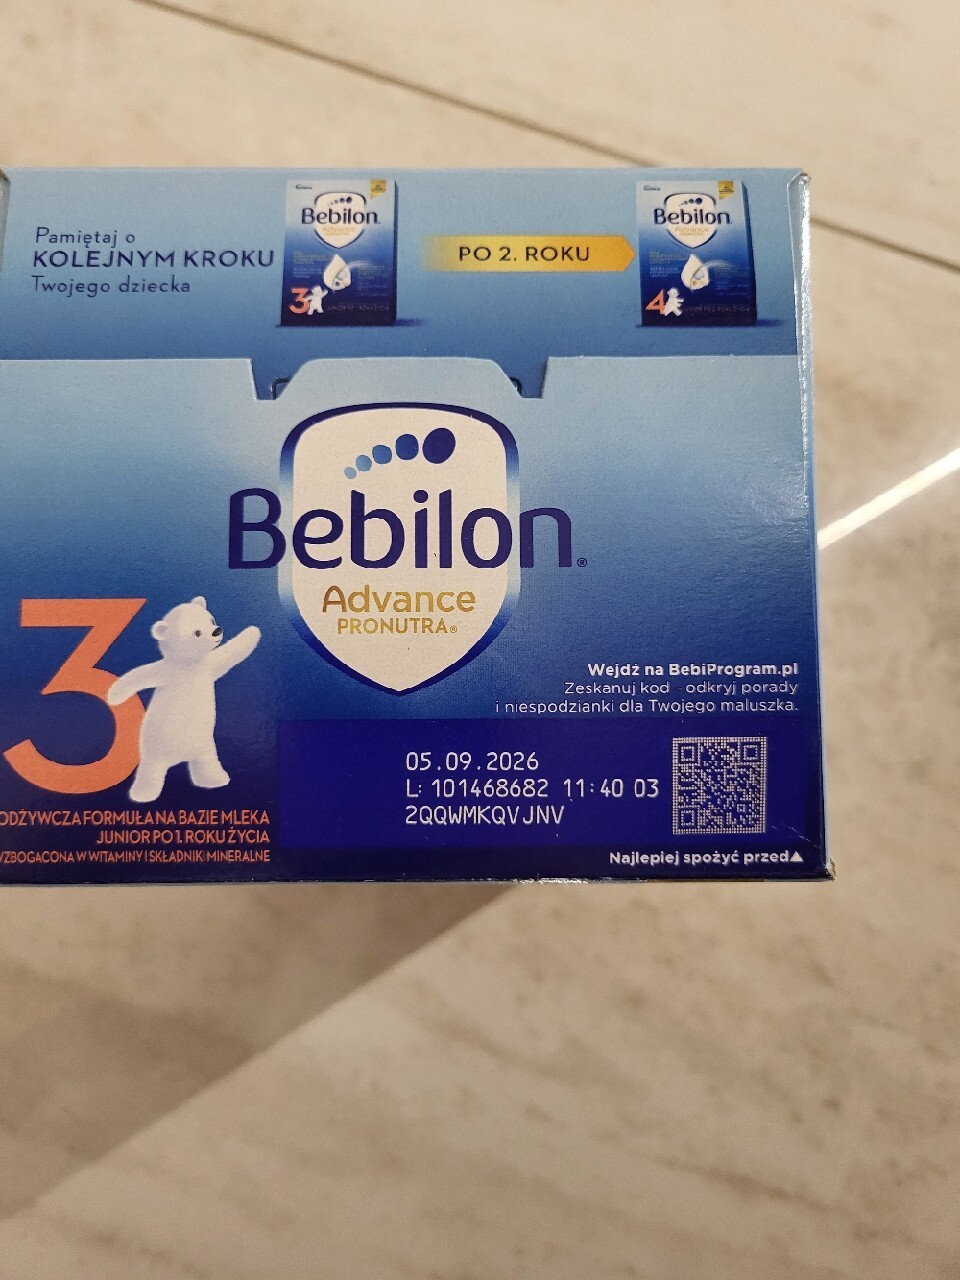 Pamiętaj o
KOLEJNYM KROKU
Twojego dziecka
Bebilon
Advance
3
PO 2. ROKU
Bebilon
Advance
4
Bebilon®
Advance
PRONUTRA®
3
ODŻYWCZA FORMUŁA NA BAZIE MLEKA
JUNIOR PO 1. ROKU ŻYCIA
WZBOGACONA W WITAMINY I SKŁADNIKI MINERALNE
Wejdź na BebiProgram.pl
Zeskanuj kod - odkryj porady
i niespodzianki dla Twojego maluszka.
05.09.2026
L: 101468682 11:40 03
2QQWMKQVJNV
Najlepiej spożyć przed▲